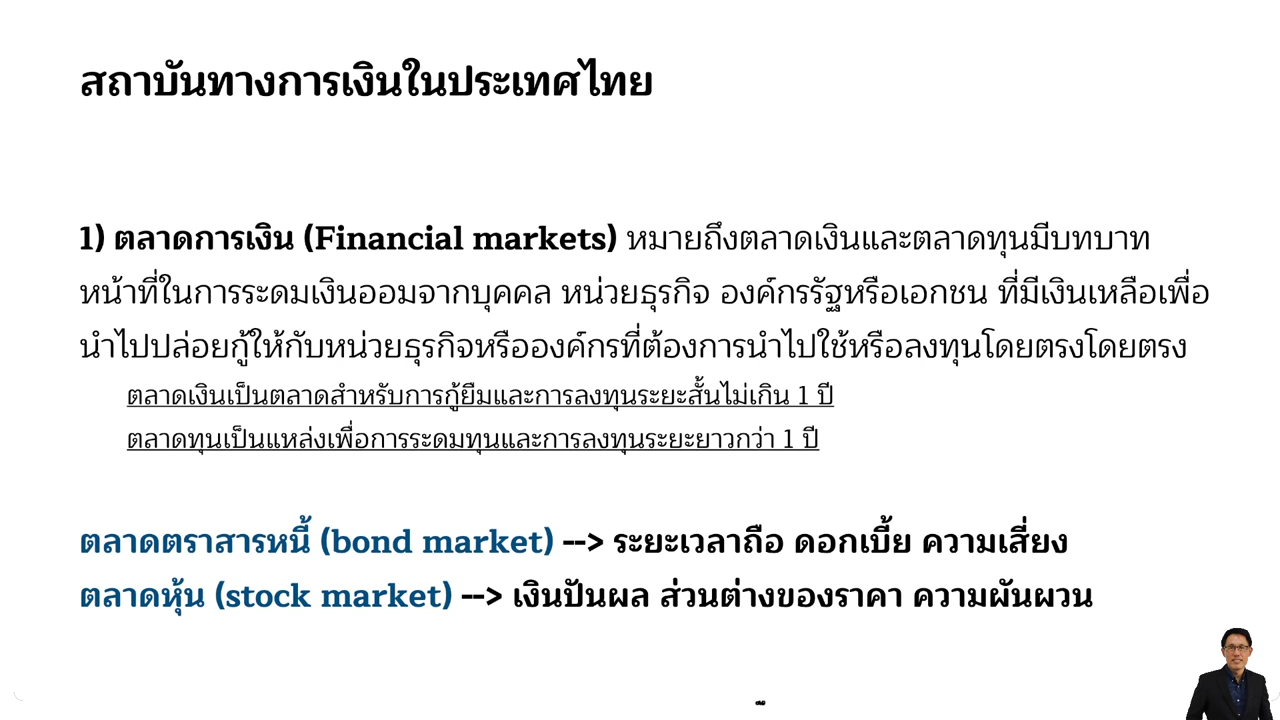 สถาบันทางการเงินในประเทศไทย
1) ตลาดการเงิน (Financial markets) หมายถึงตลาดเงินและตลาดทุนมีบทบาท
หน้าที่ในการระดมเงินออมจากบุคคล หน่วยธุรกิจ องค์กรรัฐหรือเอกชน ที่มีเงินเหลือเพื่อ
นำไปปล่อยกู้ให้กับหน่วยธุรกิจหรือองค์กรที่ต้องการนำไปใช้หรือลงทุนโดยตรงโดยตรง
ตลาดเงินเป็นตลาดสำหรับการกู้ยืมและการลงทุนระยะสั้นไม่เกิน 1 ปี
ตลาดทุนเป็นแหล่งเพื่อการระดมทุนและการลงทุนระยะยาวกว่า 1 ปี
ตลาดตราสารหนี้ (bond market) --> ระยะเวลาถือ ดอกเบี้ย ความเสี่ยง
ตลาดหุ้น (stock market) --> เงินปันผล ส่วนต่างของราคา ความผันผวน